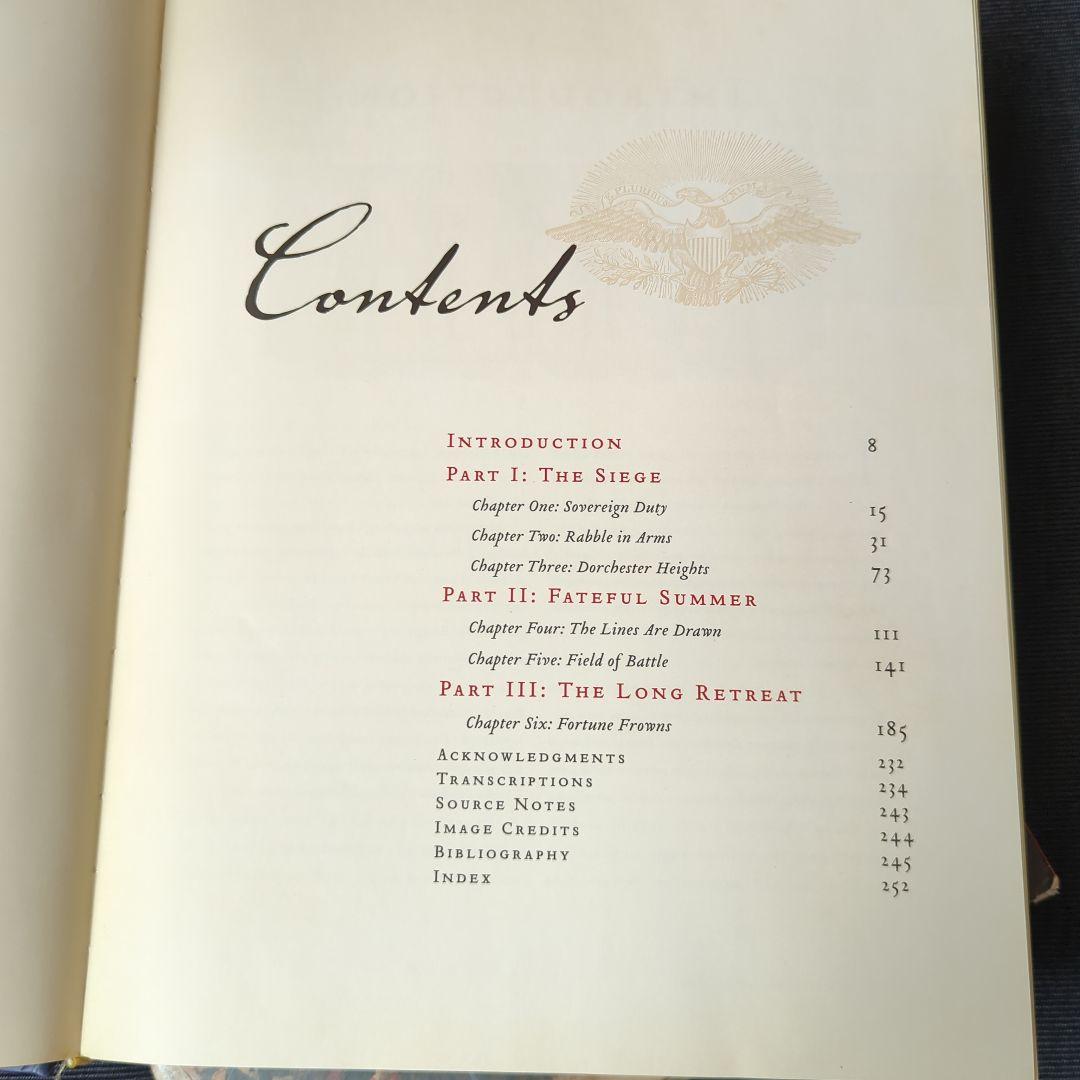 E PLURIBUS UNUM
Contents
INTRODUCTION 8
PART I: THE SIEGE
Chapter One: Sovereign Duty 15
Chapter Two: Rabble in Arms 31
Chapter Three: Dorchester Heights 73
PART II: FATEFUL SUMMER
Chapter Four: The Lines Are Drawn 111
Chapter Five: Field of Battle 141
PART III: THE LONG RETREAT
Chapter Six: Fortune Frowns 185
ACKNOWLEDGMENTS 232
TRANSCRIPTIONS 234
SOURCE NOTES 243
IMAGE CREDITS 244
BIBLIOGRAPHY 245
INDEX 252